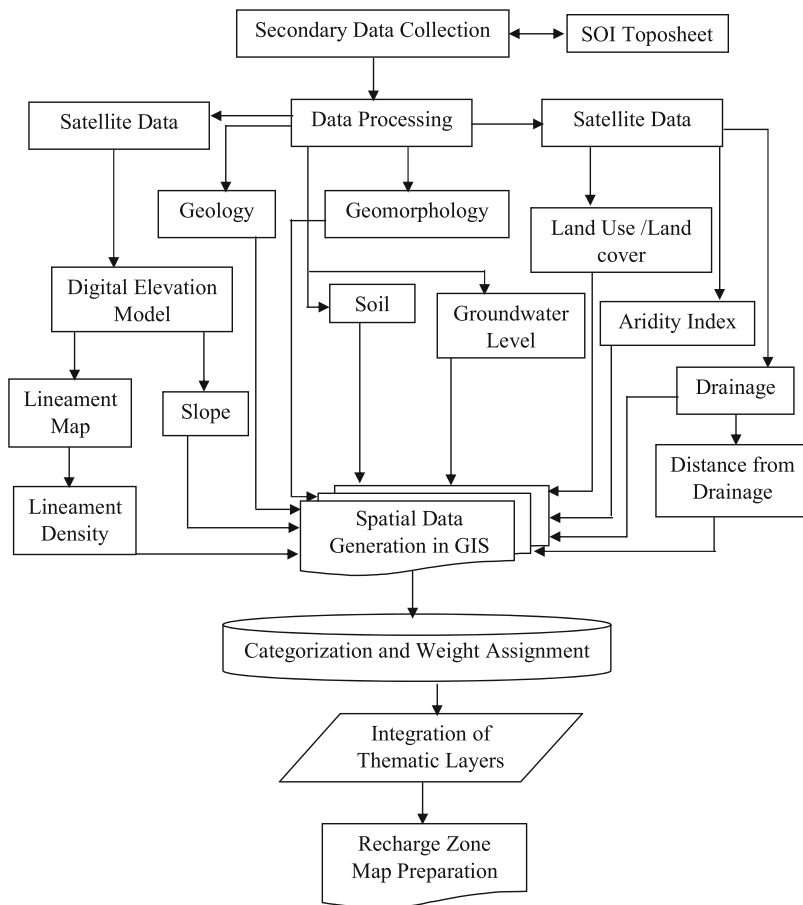 Secondary Data Collection
SOI Toposheet
Satellite Data
Data Processing
Satellite Data
Geology
Geomorphology
Land Use /Land
cover
Digital Elevation
Model
Soil
Groundwater
Level
Aridity Index
Lineament
Map
Slope
Drainage
Lineament
Density
Distance from
Drainage
Spatial Data
Generation in GIS
Categorization and Weight Assignment
Integration of
Thematic Layers
Recharge Zone
Map Preparation